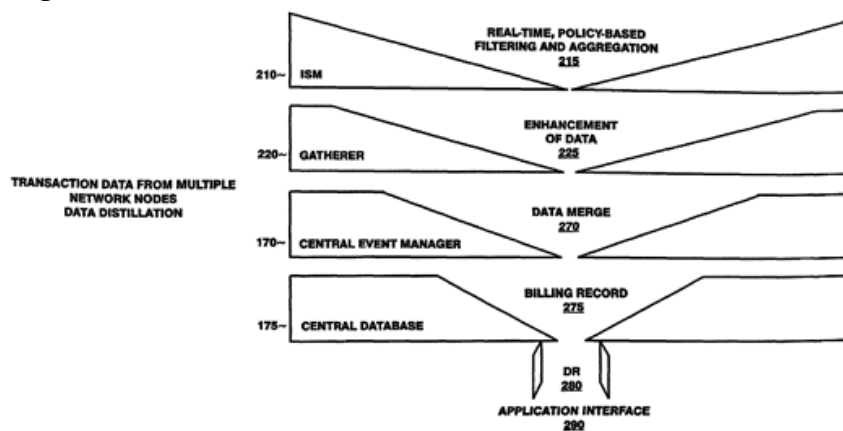 REAL-TIME, POLICY-BASED
FILTERING AND AGGREGATION
215
210~ ISM
ENHANCEMENT
OF DATA
225
220~ GATHERER
TRANSACTION DATA FROM MULTIPLE
NETWORK NODES
DATA DISTILLATION
DATA MERGE
270
170~ CENTRAL EVENT MANAGER
BILLING RECORD
275
175~ CENTRAL DATABASE
DR
280
APPLICATION INTERFACE
290